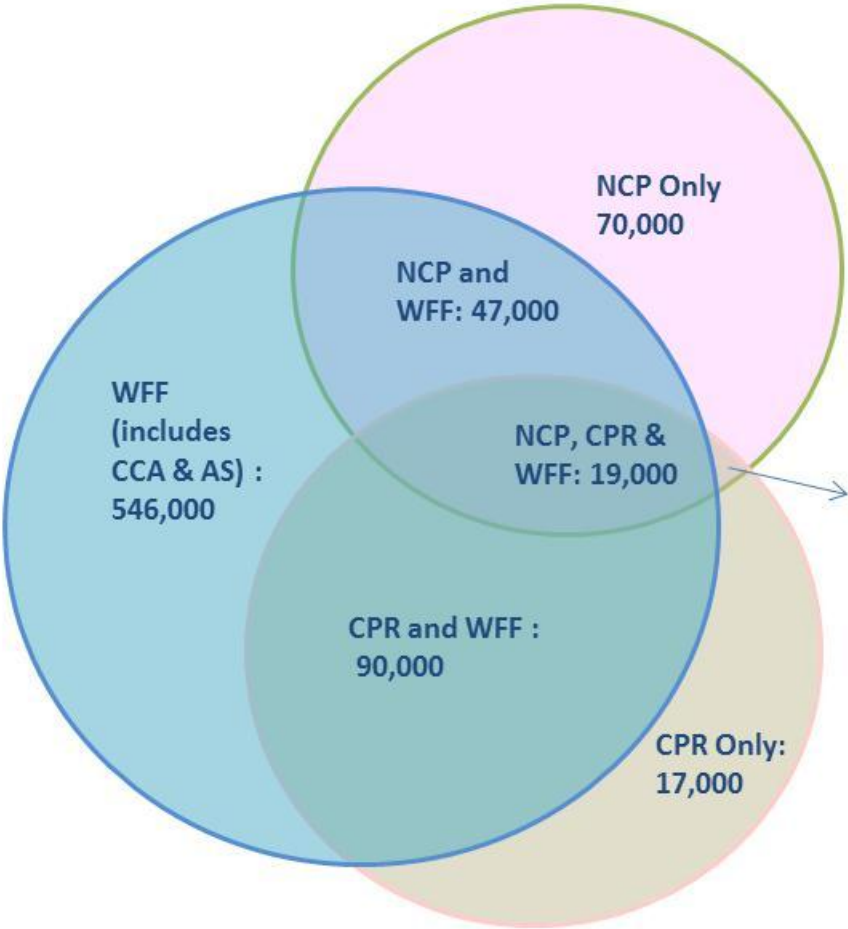 NCP Only
70,000
NCP and
WFF: 47,000
WFF
(includes
CCA & AS) :
546,000
NCP, CPR &
WFF: 19,000
CPR and WFF :
90,000
CPR Only:
17,000